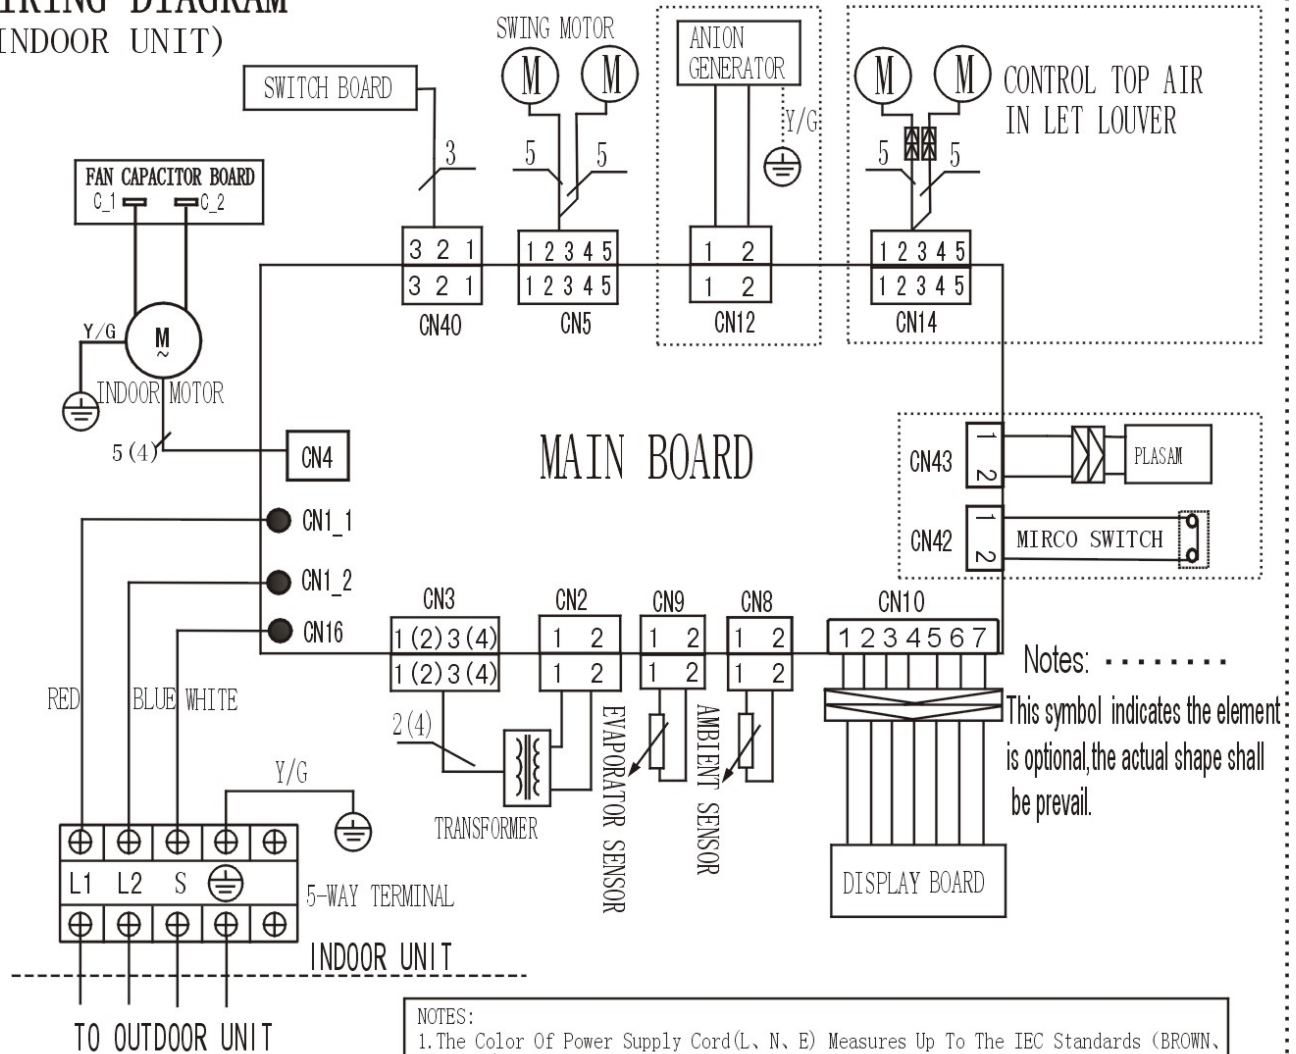 WIRING DIAGRAM
(INDOOR UNIT)
SWITCH BOARD
3
SWING MOTOR
M M
5 5
ANION
GENERATOR
Y/G
M M
5 5
CONTROL TOP AIR
IN LET LOUVER
FAN CAPACITOR BOARD
C_1 C_2
3 2 1
3 2 1
CN40
1 2 3 4 5
1 2 3 4 5
CN5
1 2
1 2
CN12
1 2 3 4 5
1 2 3 4 5
CN14
Y/G
M
~
INDOOR MOTOR
5(4)
CN4
MAIN BOARD
CN43
1
2
PLASAM
CN42
1
2
MIRCO SWITCH
CN1_1
CN1_2
CN16
CN3
1(2)3(4)
1(2)3(4)
CN2
1 2
1 2
CN9
1 2
1 2
CN8
1 2
1 2
CN10
1 2 3 4 5 6 7
RED
BLUE
WHITE
2(4)
TRANSFORMER
EVAPORATOR SENSOR
AMBIENT SENSOR
DISPLAY BOARD
Notes: ········
This symbol indicates the element
is optional,the actual shape shall
be prevail.
Y/G
L1 L2 S
5-WAY TERMINAL
INDOOR UNIT
TO OUTDOOR UNIT
NOTES:
1.The Color Of Power Supply Cord(L、N、E) Measures Up To The IEC Standards (BROWN、